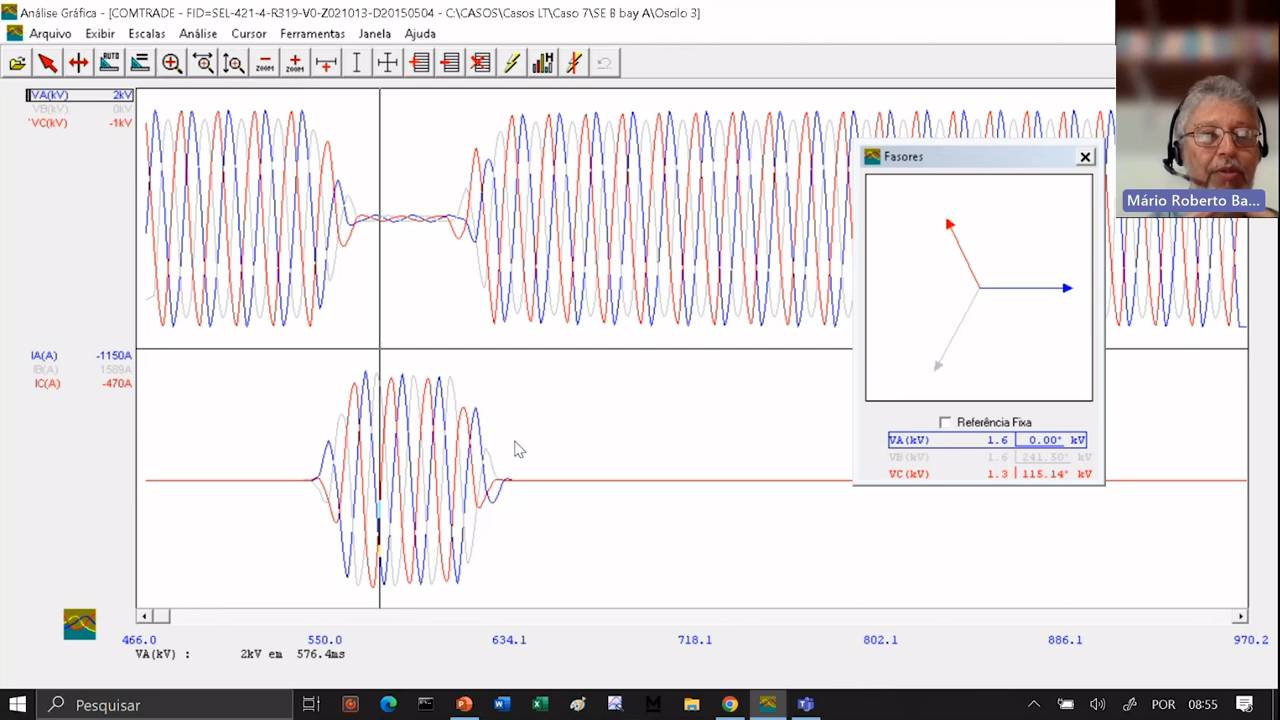 Análise Gráfica - [COMTRADE - FID=SEL-421-4-R319-V0-Z021013-D20150504 - C:\CASOS\Casos LT\Caso 7\SE B bay A\Oscilo 3]
Arquivo Exibir Escalas Análise Cursor Ferramentas Janela Ajuda
AUTO ZOOM ZOOM H
VA(kV) 2kV
VB(kV) 0kV
*VC(kV) -1kV
Fasores
Mário Roberto Ba...
IA(A) -1150A
IB(A) 1589A
IC(A) -470A
Referência Fixa
VA(kV) 1.6 0.00° kV
VB(kV) 1.6 241.50° kV
VC(kV) 1.3 115.14° kV
466.0 550.0 634.1 718.1 802.1 886.1 970.2
VA(kV) : 2kV em 576.4ms
Pesquisar
POR 08:55